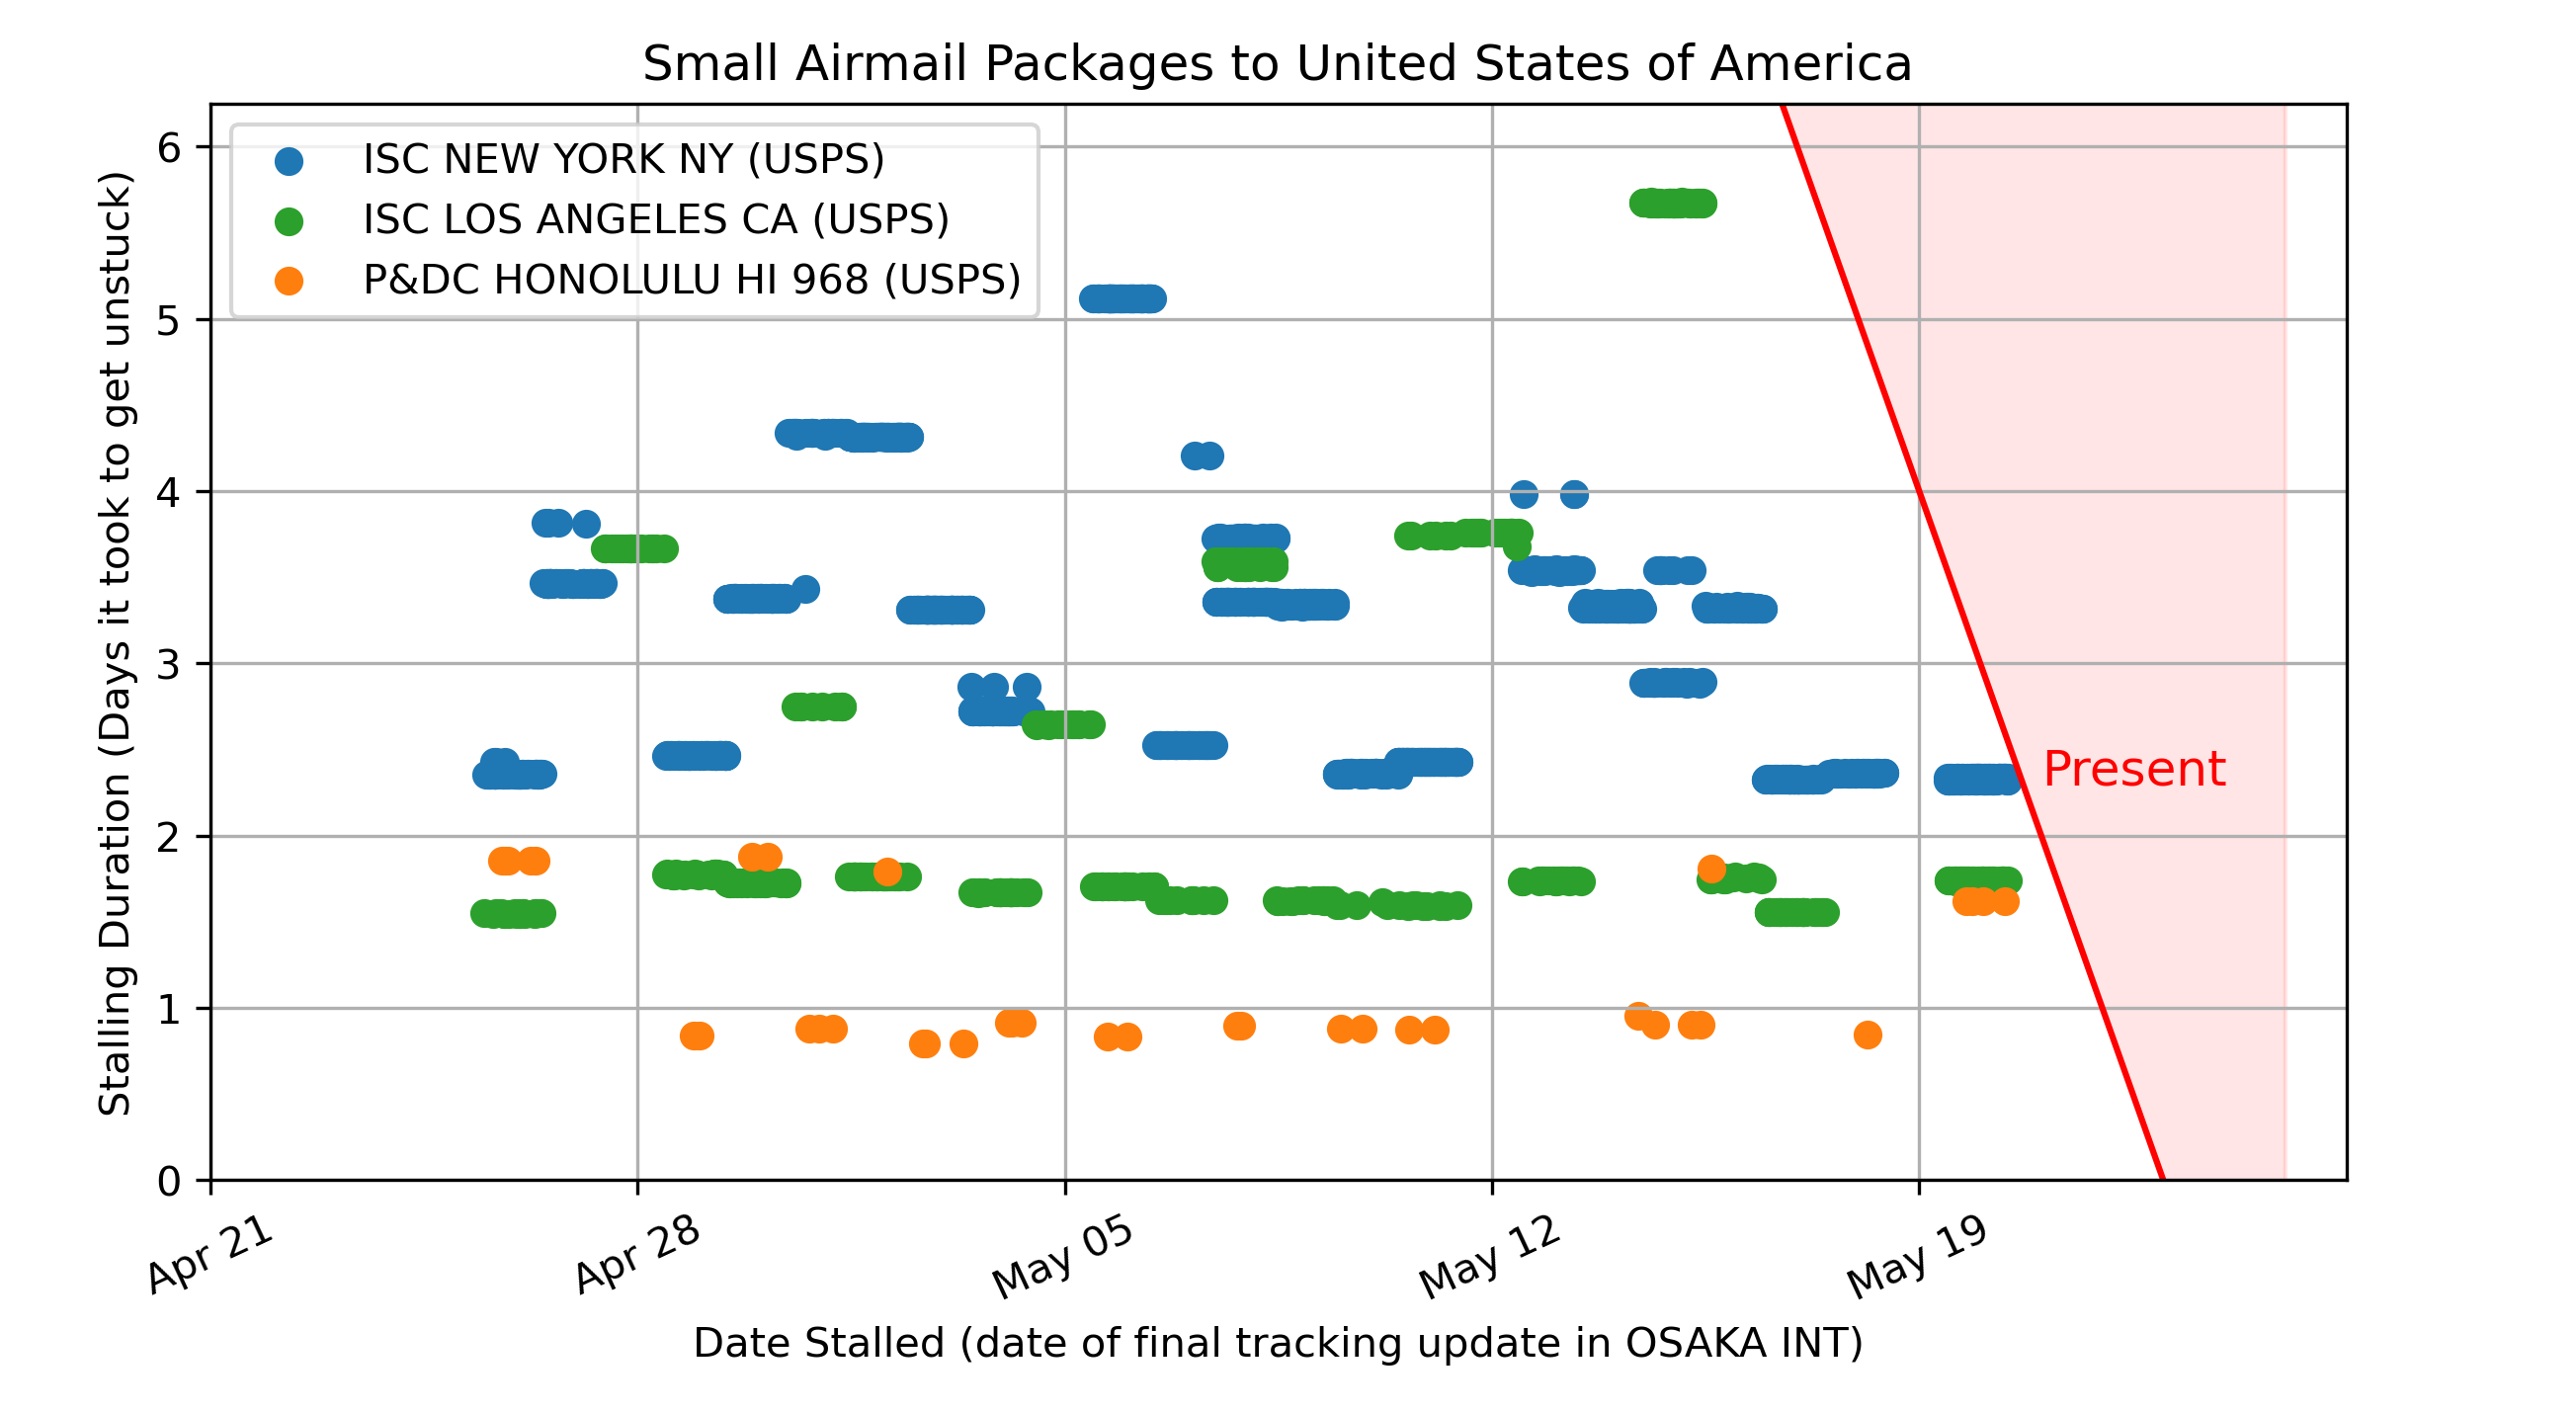 Small Airmail Packages to United States of America
ISC NEW YORK NY (USPS)
ISC LOS ANGELES CA (USPS)
P&DC HONOLULU HI 968 (USPS)
Stalling Duration (Days it took to get unstuck)
6
5
4
3
2
1
0
Present
Apr 21
Apr 28
May 05
May 12
May 19
Date Stalled (date of final tracking update in OSAKA INT)